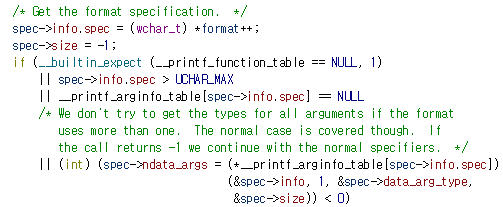 /* Get the format specification.  */
spec->info.spec = (wchar_t) *format++;
spec->size = -1;
if (__builtin_expect (__printf_function_table == NULL, 1)
|| spec->info.spec > UCHAR_MAX
|| __printf_arginfo_table[spec->info.spec] == NULL
/* We don't try to get the types for all arguments if the format
uses more than one.  The normal case is covered though.  If
the call returns -1 we continue with the normal specifiers.  */
|| (int) (spec->ndata_args = (*__printf_arginfo_table[spec->info.spec])
(&spec->info, 1, &spec->data_arg_type,
&spec->size)) < 0)